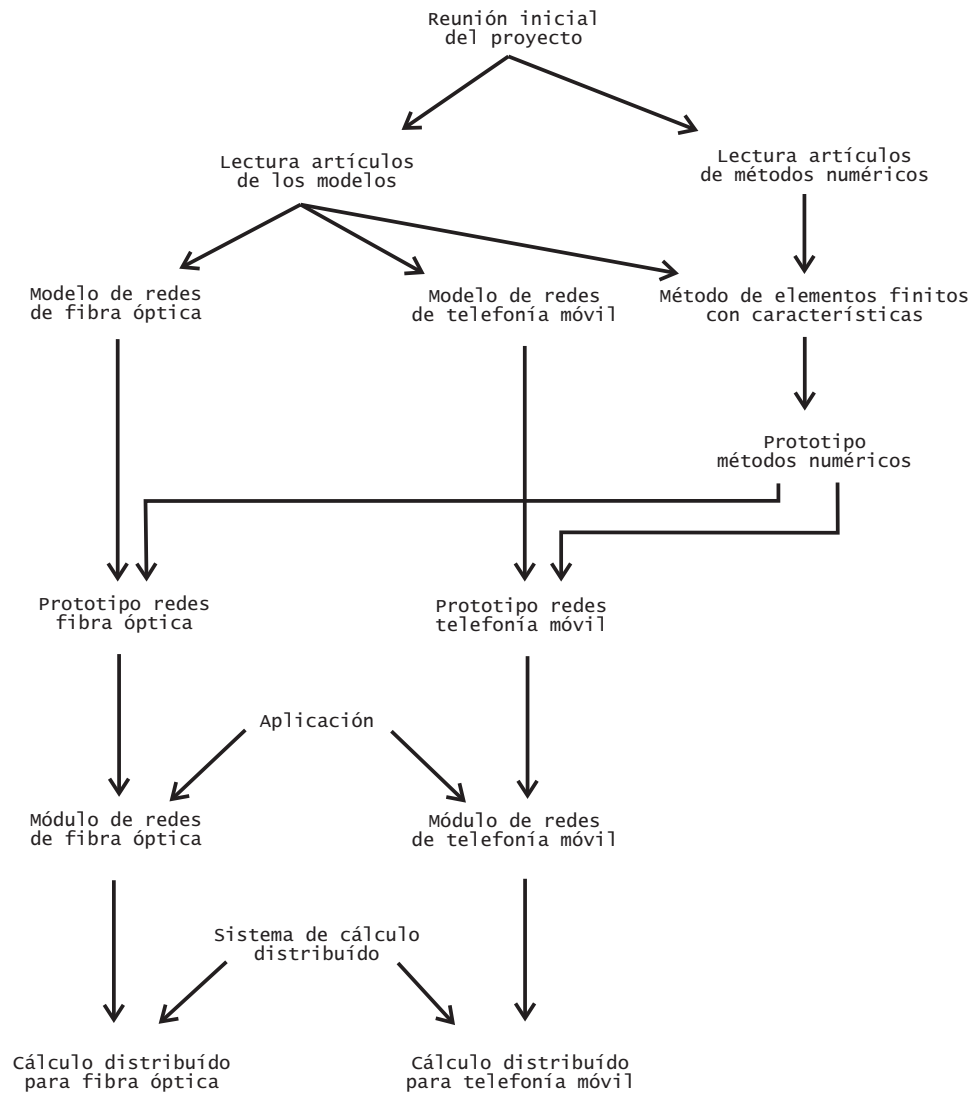 Reunión inicial
del proyecto
Lectura artículos
de los modelos
Lectura artículos
de métodos numéricos
Modelo de redes
de fibra óptica
Modelo de redes
de telefonía móvil
Método de elementos finitos
con características
Prototipo
métodos numéricos
Prototipo redes
fibra óptica
Prototipo redes
telefonía móvil
Aplicación
Módulo de redes
de fibra óptica
Módulo de redes
de telefonía móvil
Sistema de cálculo
distribuído
Cálculo distribuído
para fibra óptica
Cálculo distribuído
para telefonía móvil